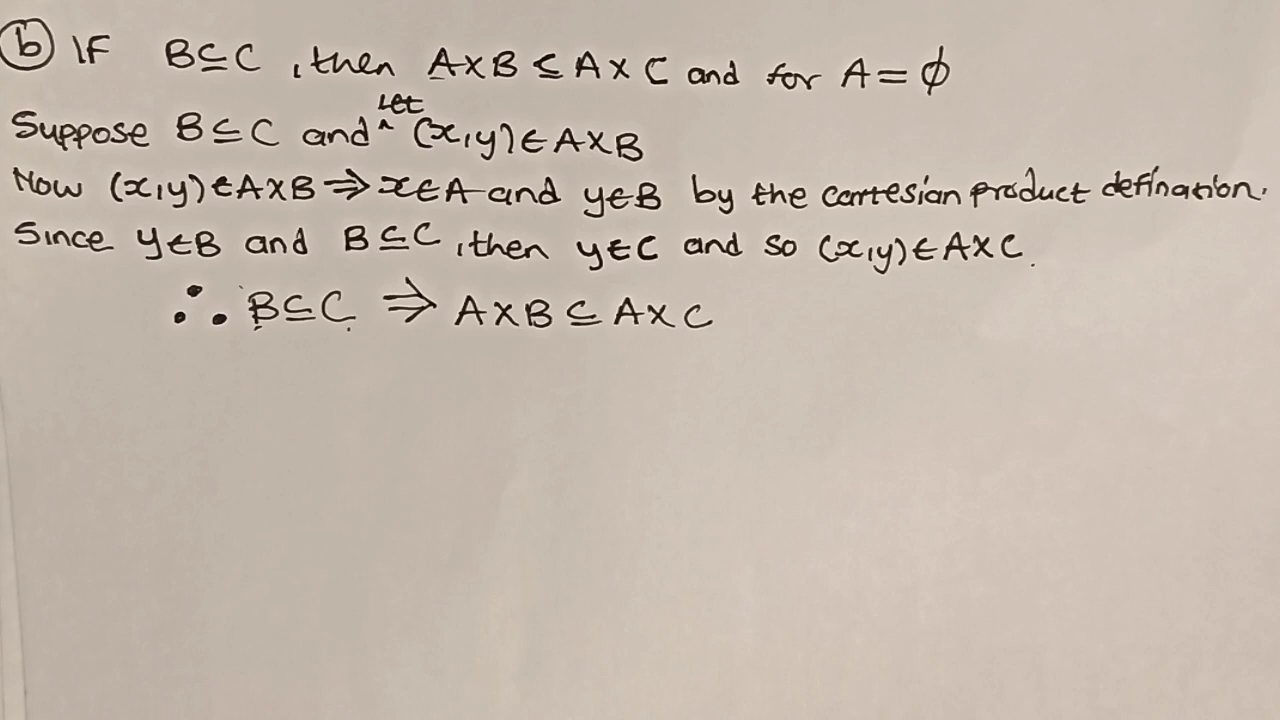 (b) IF B⊆C, then A×B ⊆ A×C and for A=∅
Suppose B⊆C and ^let (x,y)∈A×B
Now (x,y)∈A×B ⇒ x∈A and y∈B by the cartesian product defination.
Since y∈B and B⊆C, then y∈C and so (x,y)∈A×C.
∴ B⊆C ⇒ A×B⊆A×C